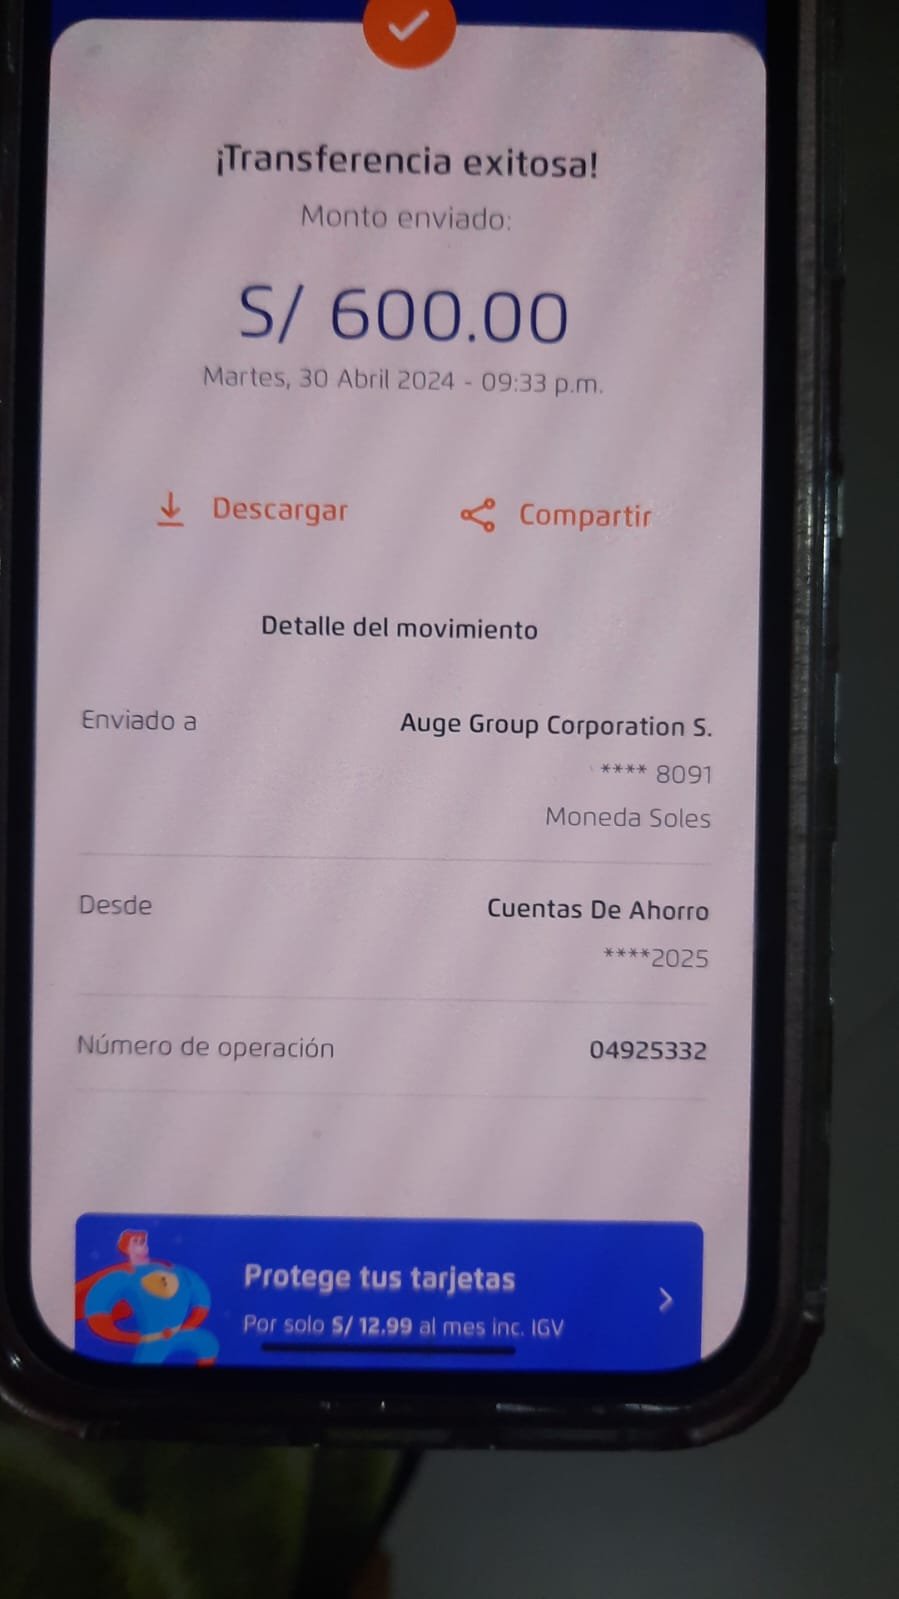 ¡Transferencia exitosa!
Monto enviado:
S/ 600.00
Martes, 30 Abril 2024 - 09:33 p.m.
Descargar
Compartir
Detalle del movimiento
Enviado a
Auge Group Corporation S.
**** 8091
Moneda Soles
Desde
Cuentas De Ahorro
****2025
Número de operación
04925332
Protege tus tarjetas
Por solo S/ 12.99 al mes inc. IGV